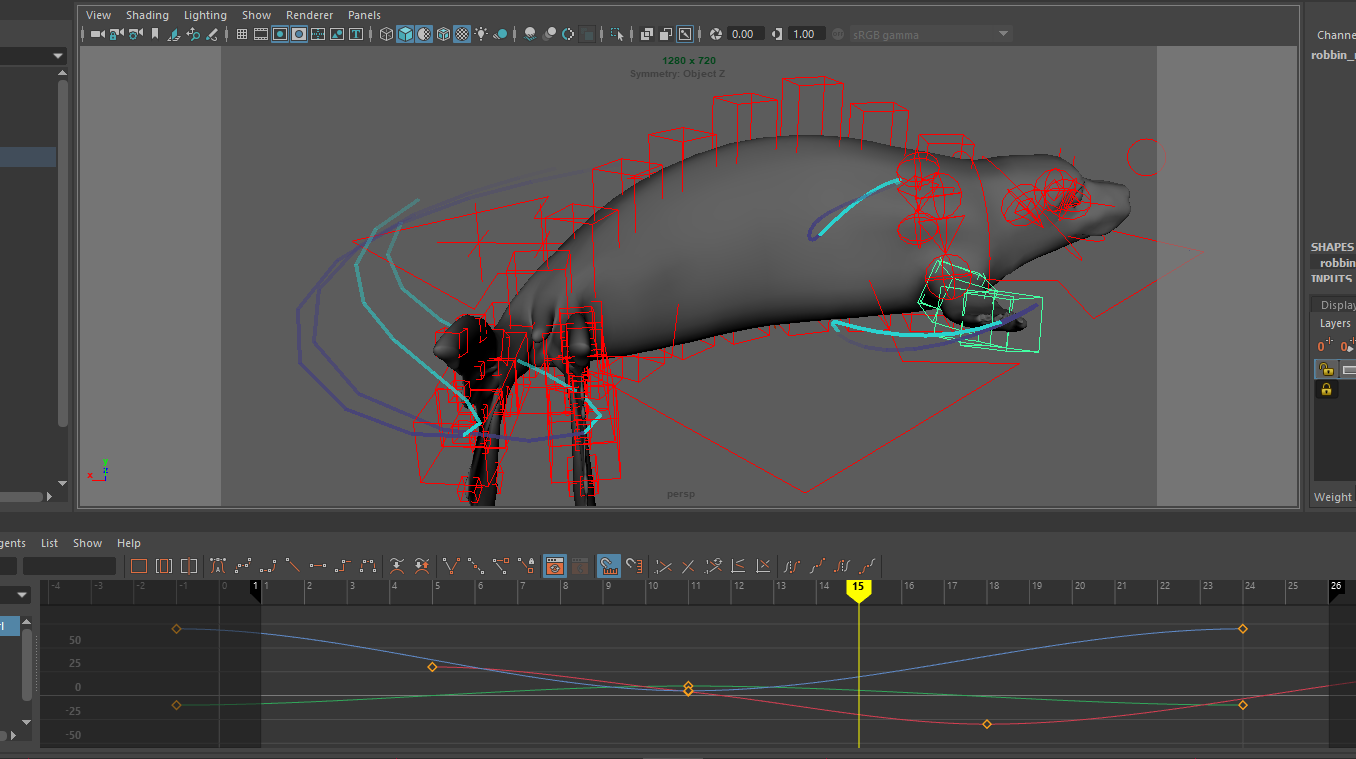 View Shading Lighting Show Renderer Panels
0.00 1.00 sRGB gamma
1280 x 720
Symmetry: Object Z
persp
y
x
Channe
robbin_
SHAPES
robbin
INPUTS
Display
Layers
0 0
Weight
gents List Show Help
-4 -3 -2 -1 0 1 1 2 3 4 5 6 7 8 9 10 11 12 13 14 15 16 17 18 19 20 21 22 23 24 25 26
50
25
0
-25
-50